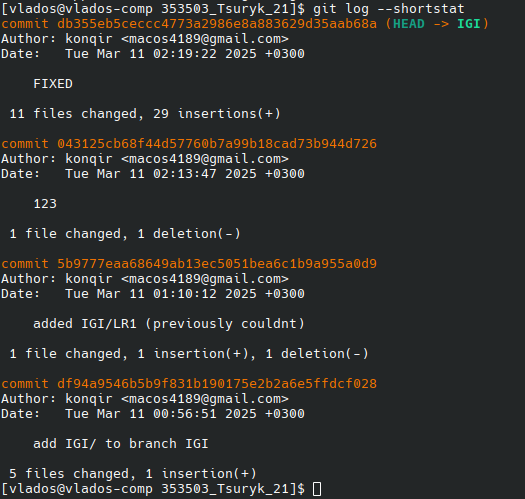 [vlados@vlados-comp 353503_Tsuryk_21]$ git log --shortstat
commit db355eb5ceccc4773a2986e8a883629d35aab68a (HEAD -> IGI)
Author: konqir <macos4189@gmail.com>
Date:   Tue Mar 11 02:19:22 2025 +0300
    FIXED
 11 files changed, 29 insertions(+)
commit 043125cb68f44d57760b7a99b18cad73b944d726
Author: konqir <macos4189@gmail.com>
Date:   Tue Mar 11 02:13:47 2025 +0300
    123
 1 file changed, 1 deletion(-)
commit 5b9777eaa68649ab13ec5051bea6c1b9a955a0d9
Author: konqir <macos4189@gmail.com>
Date:   Tue Mar 11 01:10:12 2025 +0300
    added IGI/LR1 (previously couldnt)
 1 file changed, 1 insertion(+), 1 deletion(-)
commit df94a9546b5b9f831b190175e2b2a6e5ffdcf028
Author: konqir <macos4189@gmail.com>
Date:   Tue Mar 11 00:56:51 2025 +0300
    add IGI/ to branch IGI
 5 files changed, 1 insertion(+)
[vlados@vlados-comp 353503_Tsuryk_21]$